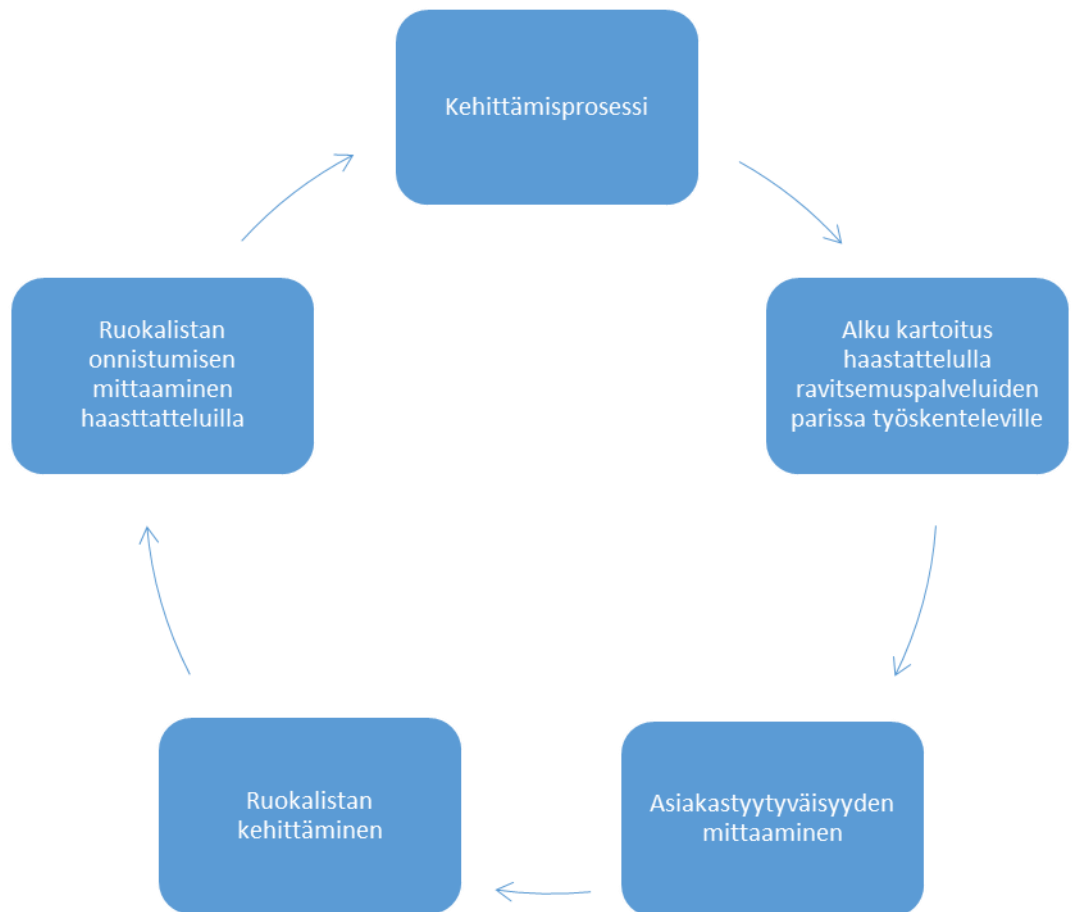 Kehittämisprosessi
Alku kartoitus
haastattelulla
ravitsemuspalveluiden
parissa työskenteleville
Asiakastyytyväisyyden
mittaaminen
Ruokalistan
kehittäminen
Ruokalistan
onnistumisen
mittaaminen
haasttatteluilla